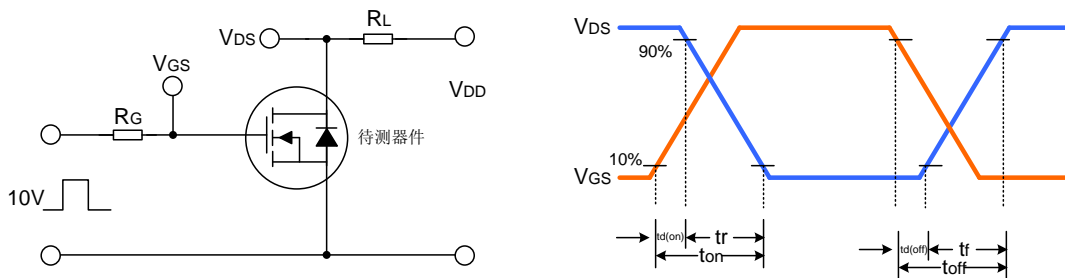 VDS
RL
VGS
VDD
RG
待测器件
10V
VDS
90%
10%
VGS
td(on)
tr
ton
td(off)
tf
toff